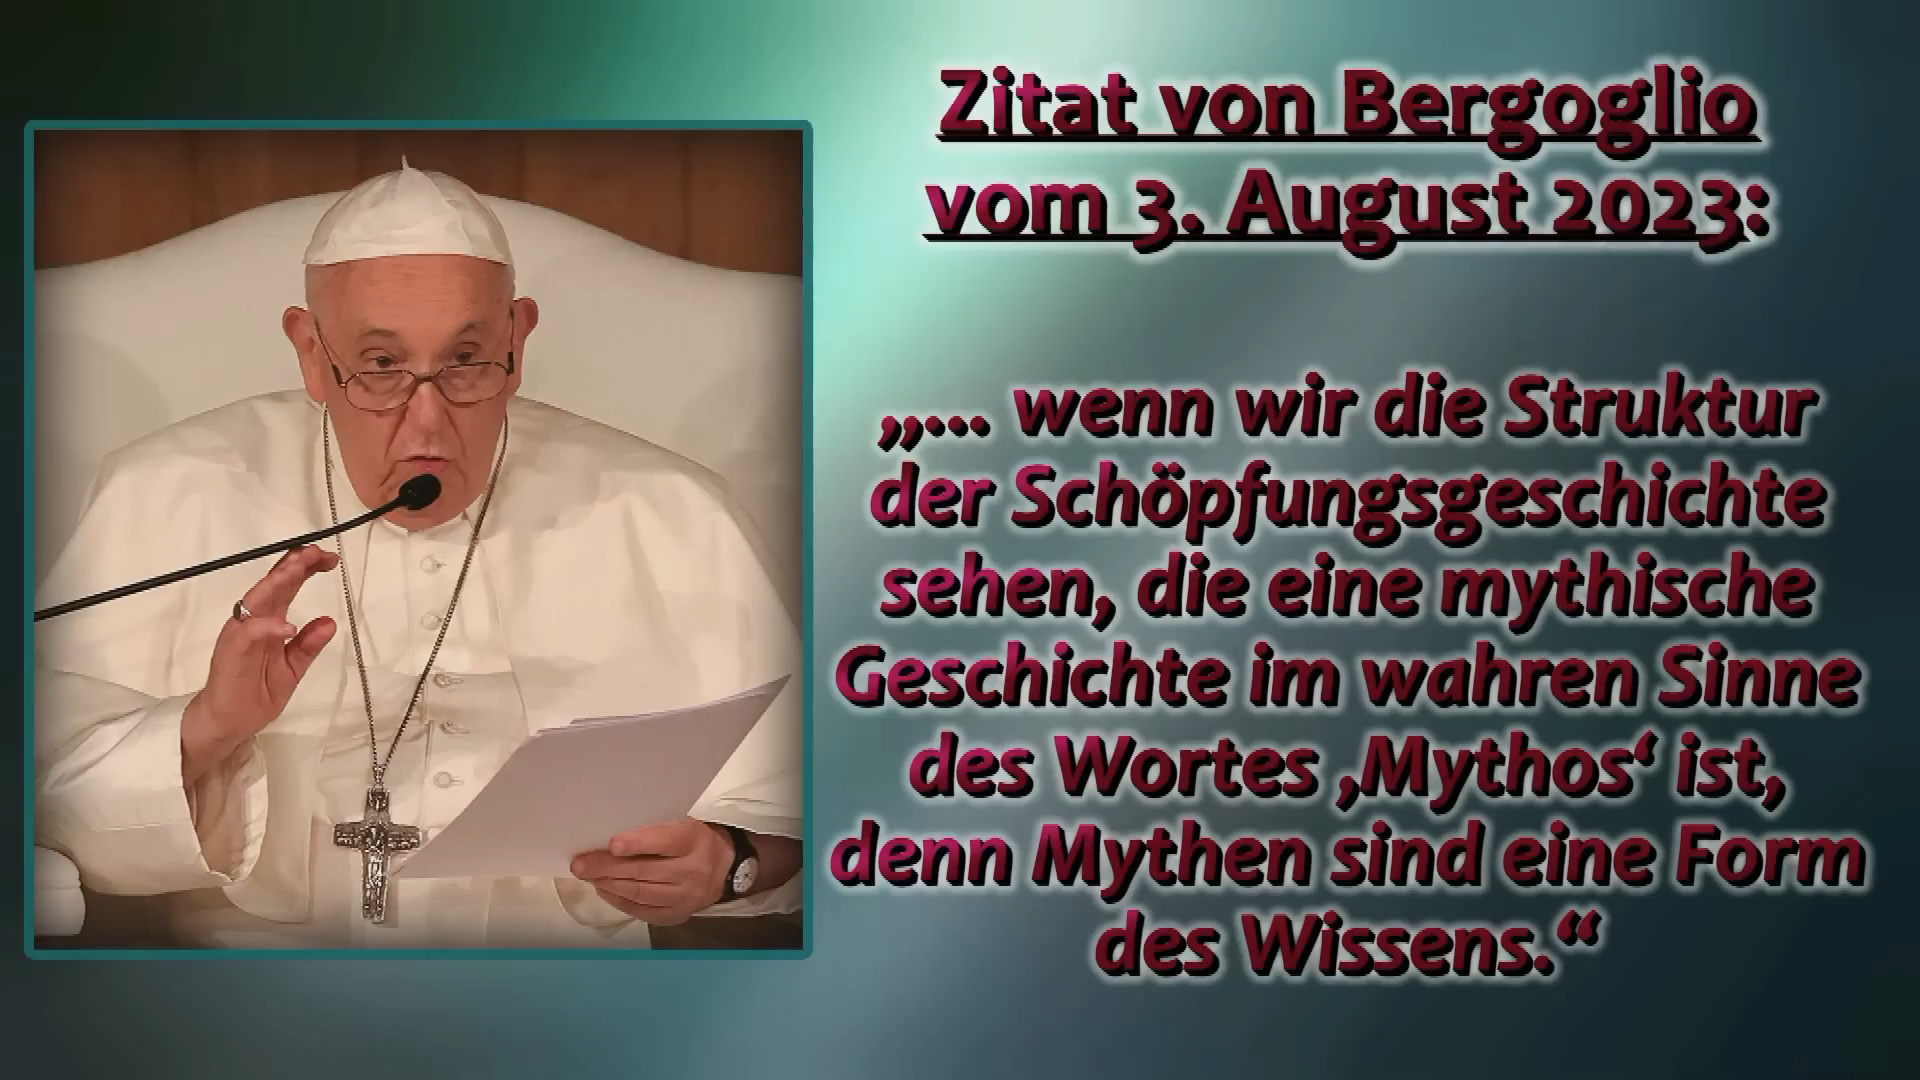 Zitat von Bergoglio
vom 3. August 2023:
„... wenn wir die Struktur
der Schöpfungsgeschichte
sehen, die eine mythische
Geschichte im wahren Sinne
des Wortes ‚Mythos‘ ist,
denn Mythen sind eine Form
des Wissens.“